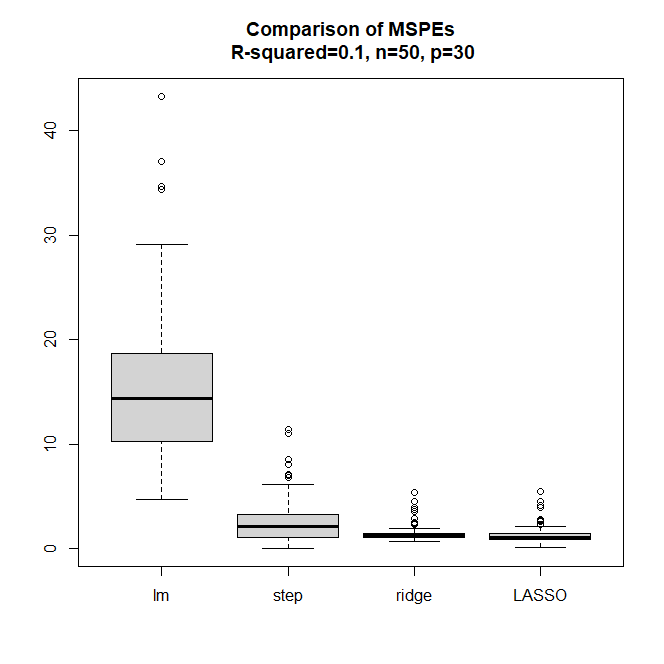 Comparison of MSPEs
R-squared=0.1, n=50, p=30
40
30
20
10
0
lm
step
ridge
LASSO